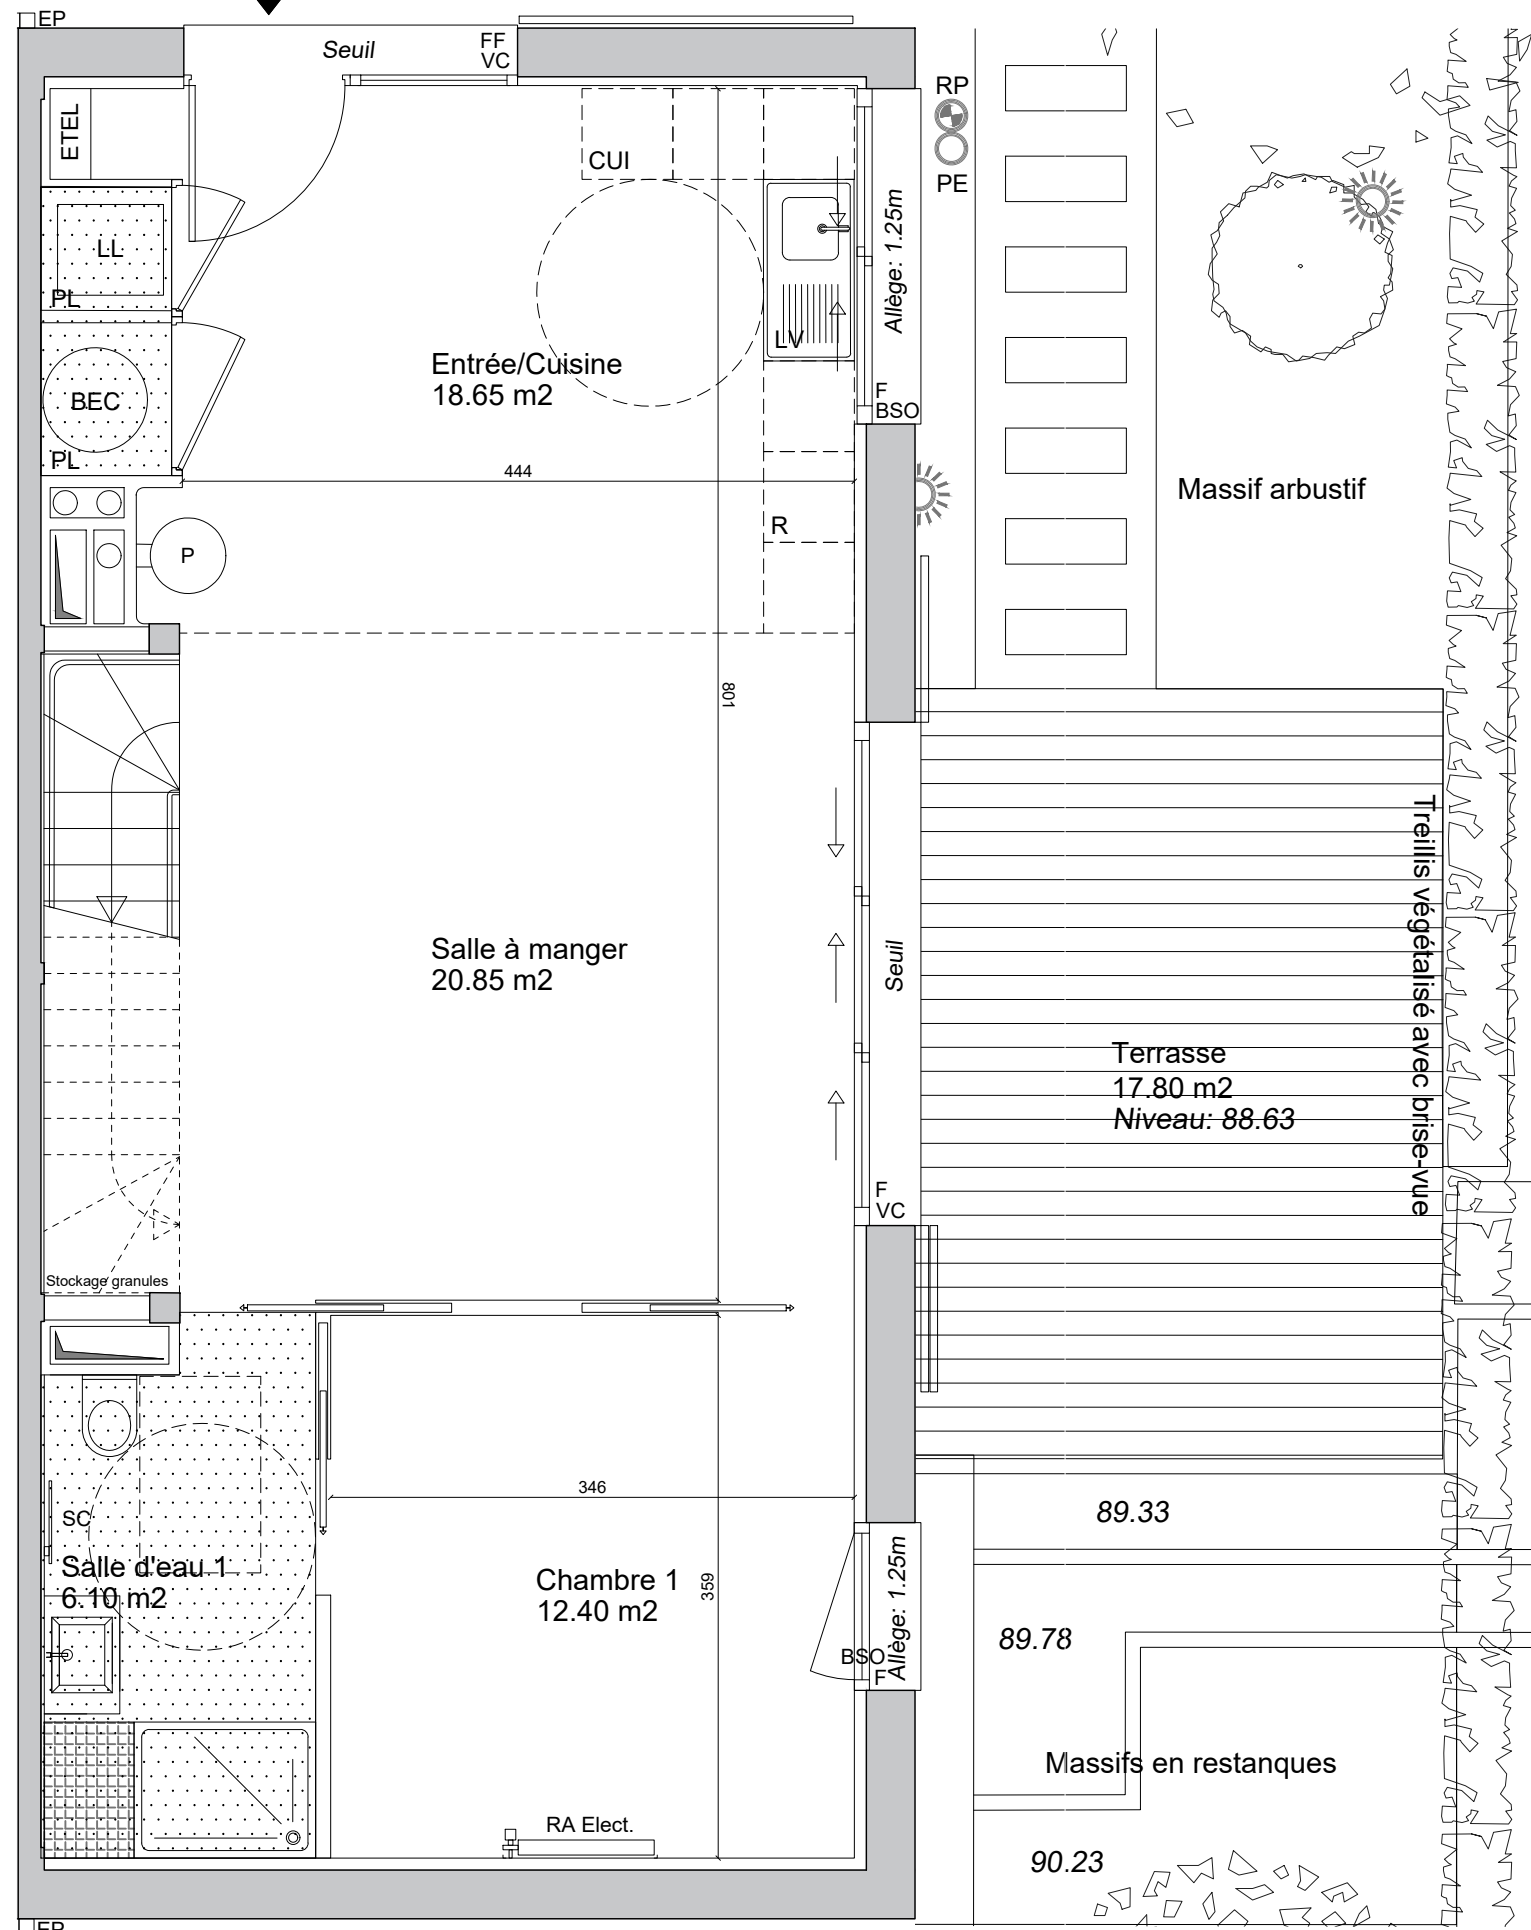 EP
Seuil
FF
VC
RP
PE
ETEL
CUI
LL
PL
Allège: 1.25m
LV
Entrée/Cuisine
18.65 m2
F
BSO
BEC
PL
444
Massif arbustif
R
P
801
Treillis végétalisé avec brise-vue
Salle à manger
20.85 m2
Seuil
Terrasse
17.80 m2
Niveau: 88.63
F
VC
Stockage granules
346
89.33
SC
Salle d'eau 1
6.10 m2
Chambre 1
12.40 m2
359
Allège: 1.25m
BSO
F
89.78
Massifs en restanques
RA Elect.
90.23
EP